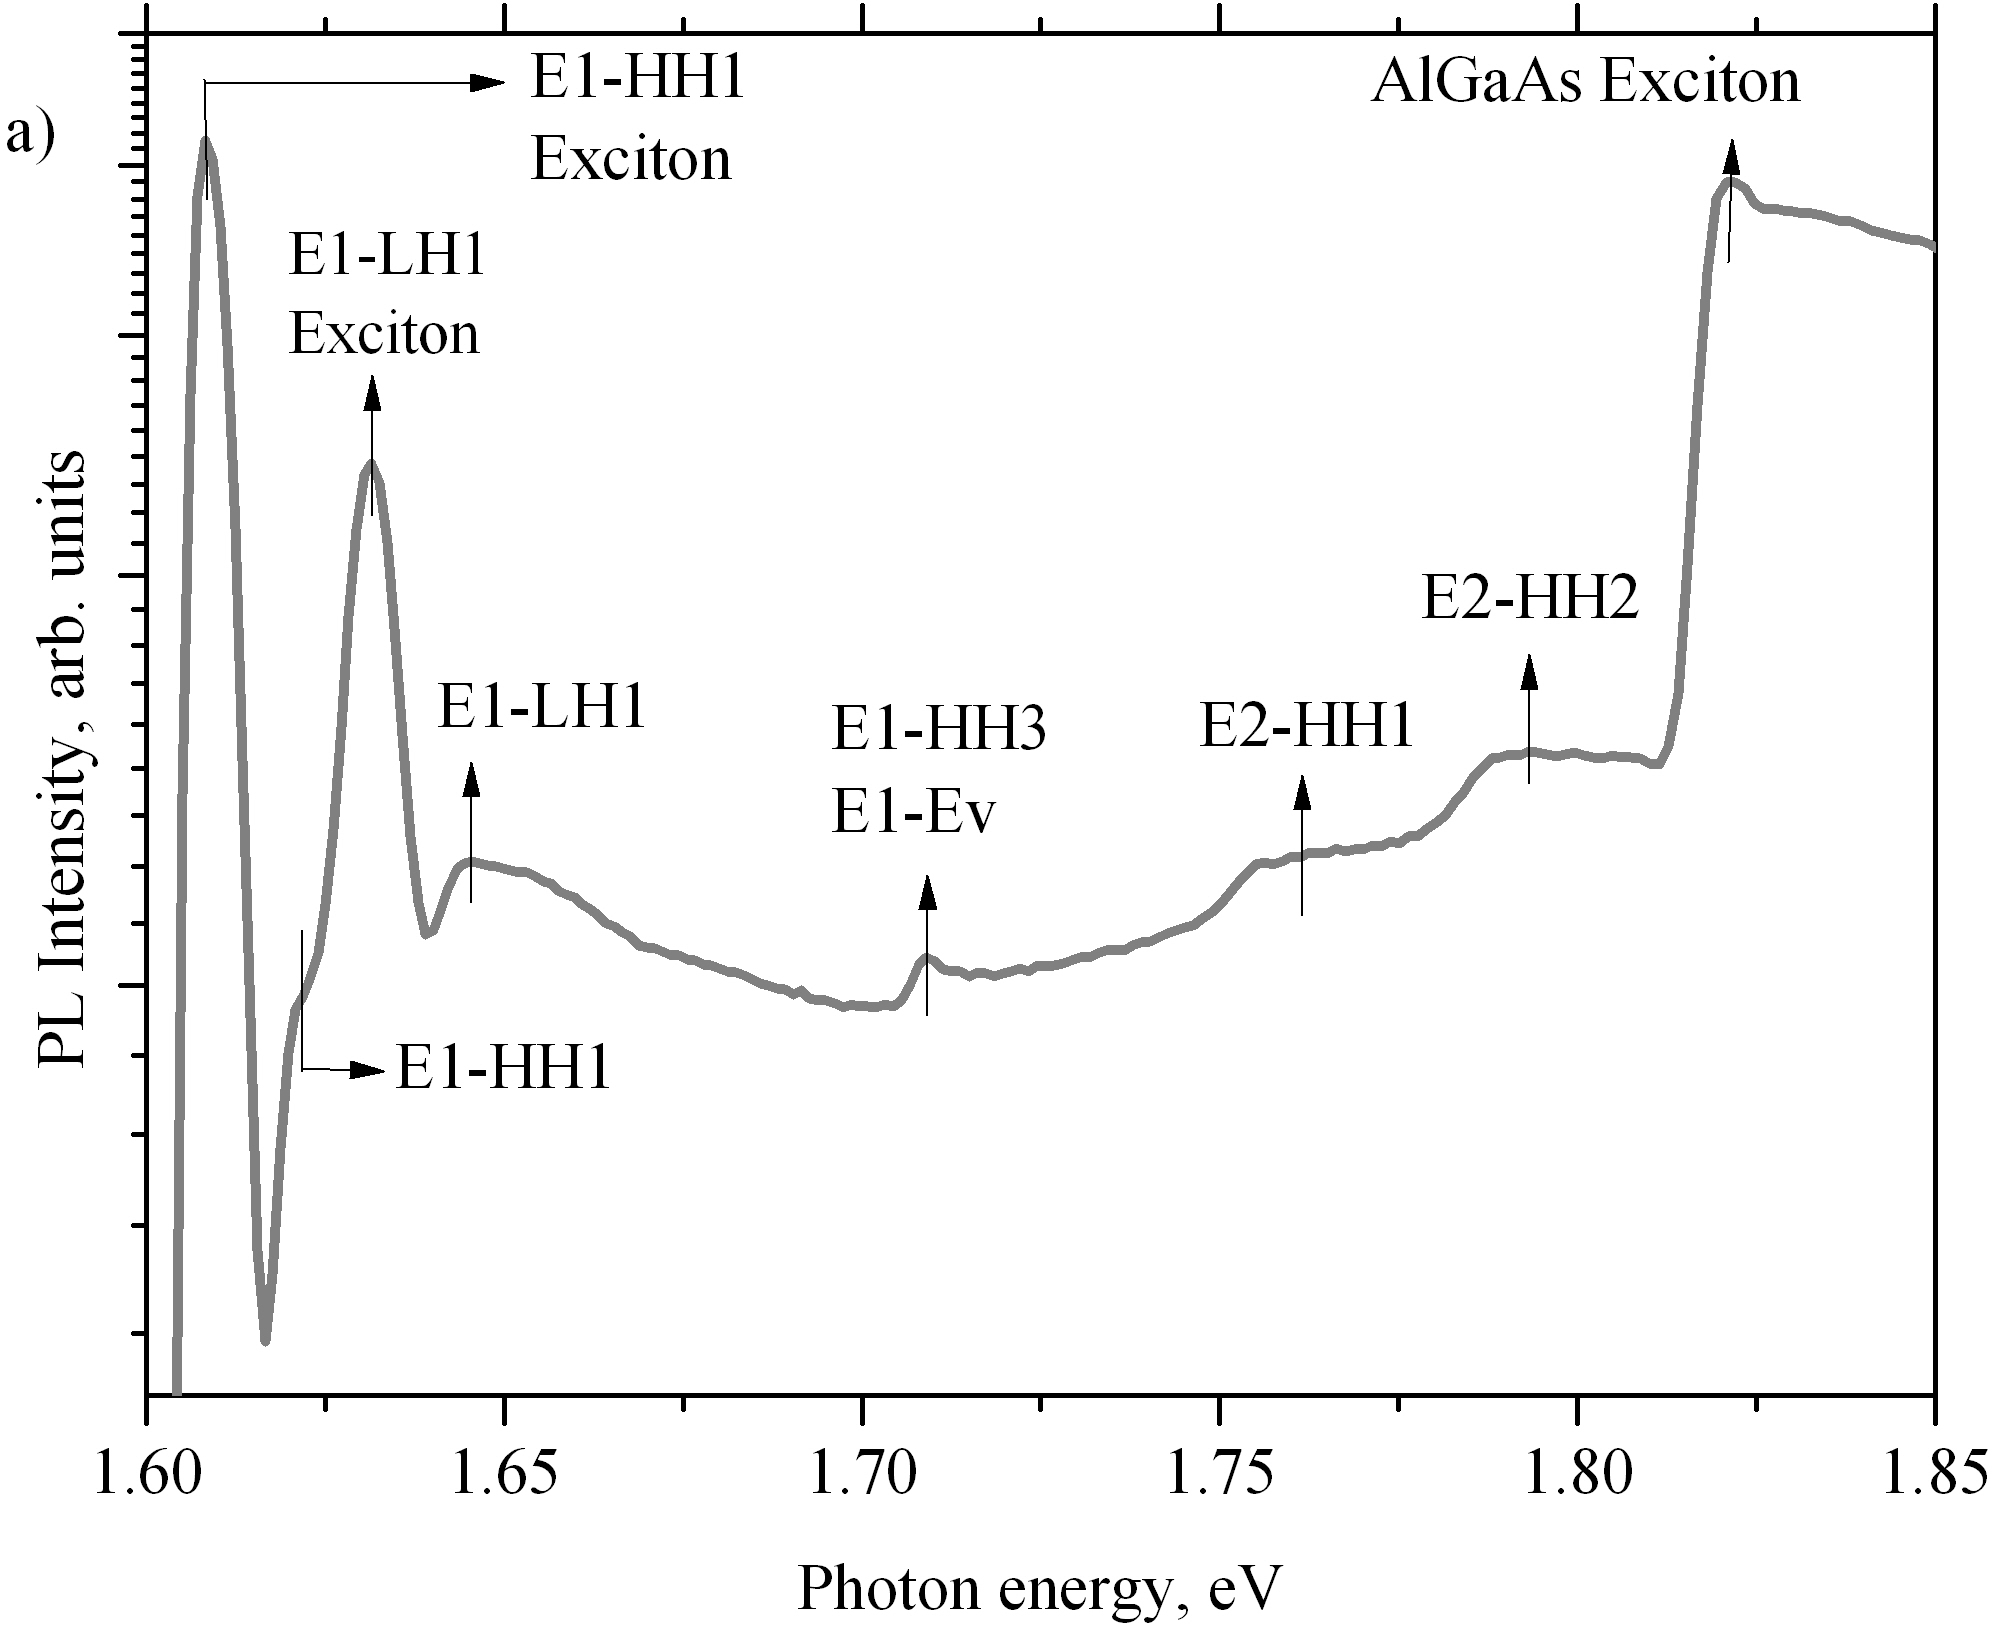 a)
E1-HH1
Exciton
AlGaAs Exciton
E1-LH1
Exciton
E1-LH1
E1-HH3
E1-Ev
E2-HH1
E2-HH2
E1-HH1
PL Intensity, arb. units
1.60 1.65 1.70 1.75 1.80 1.85
Photon energy, eV